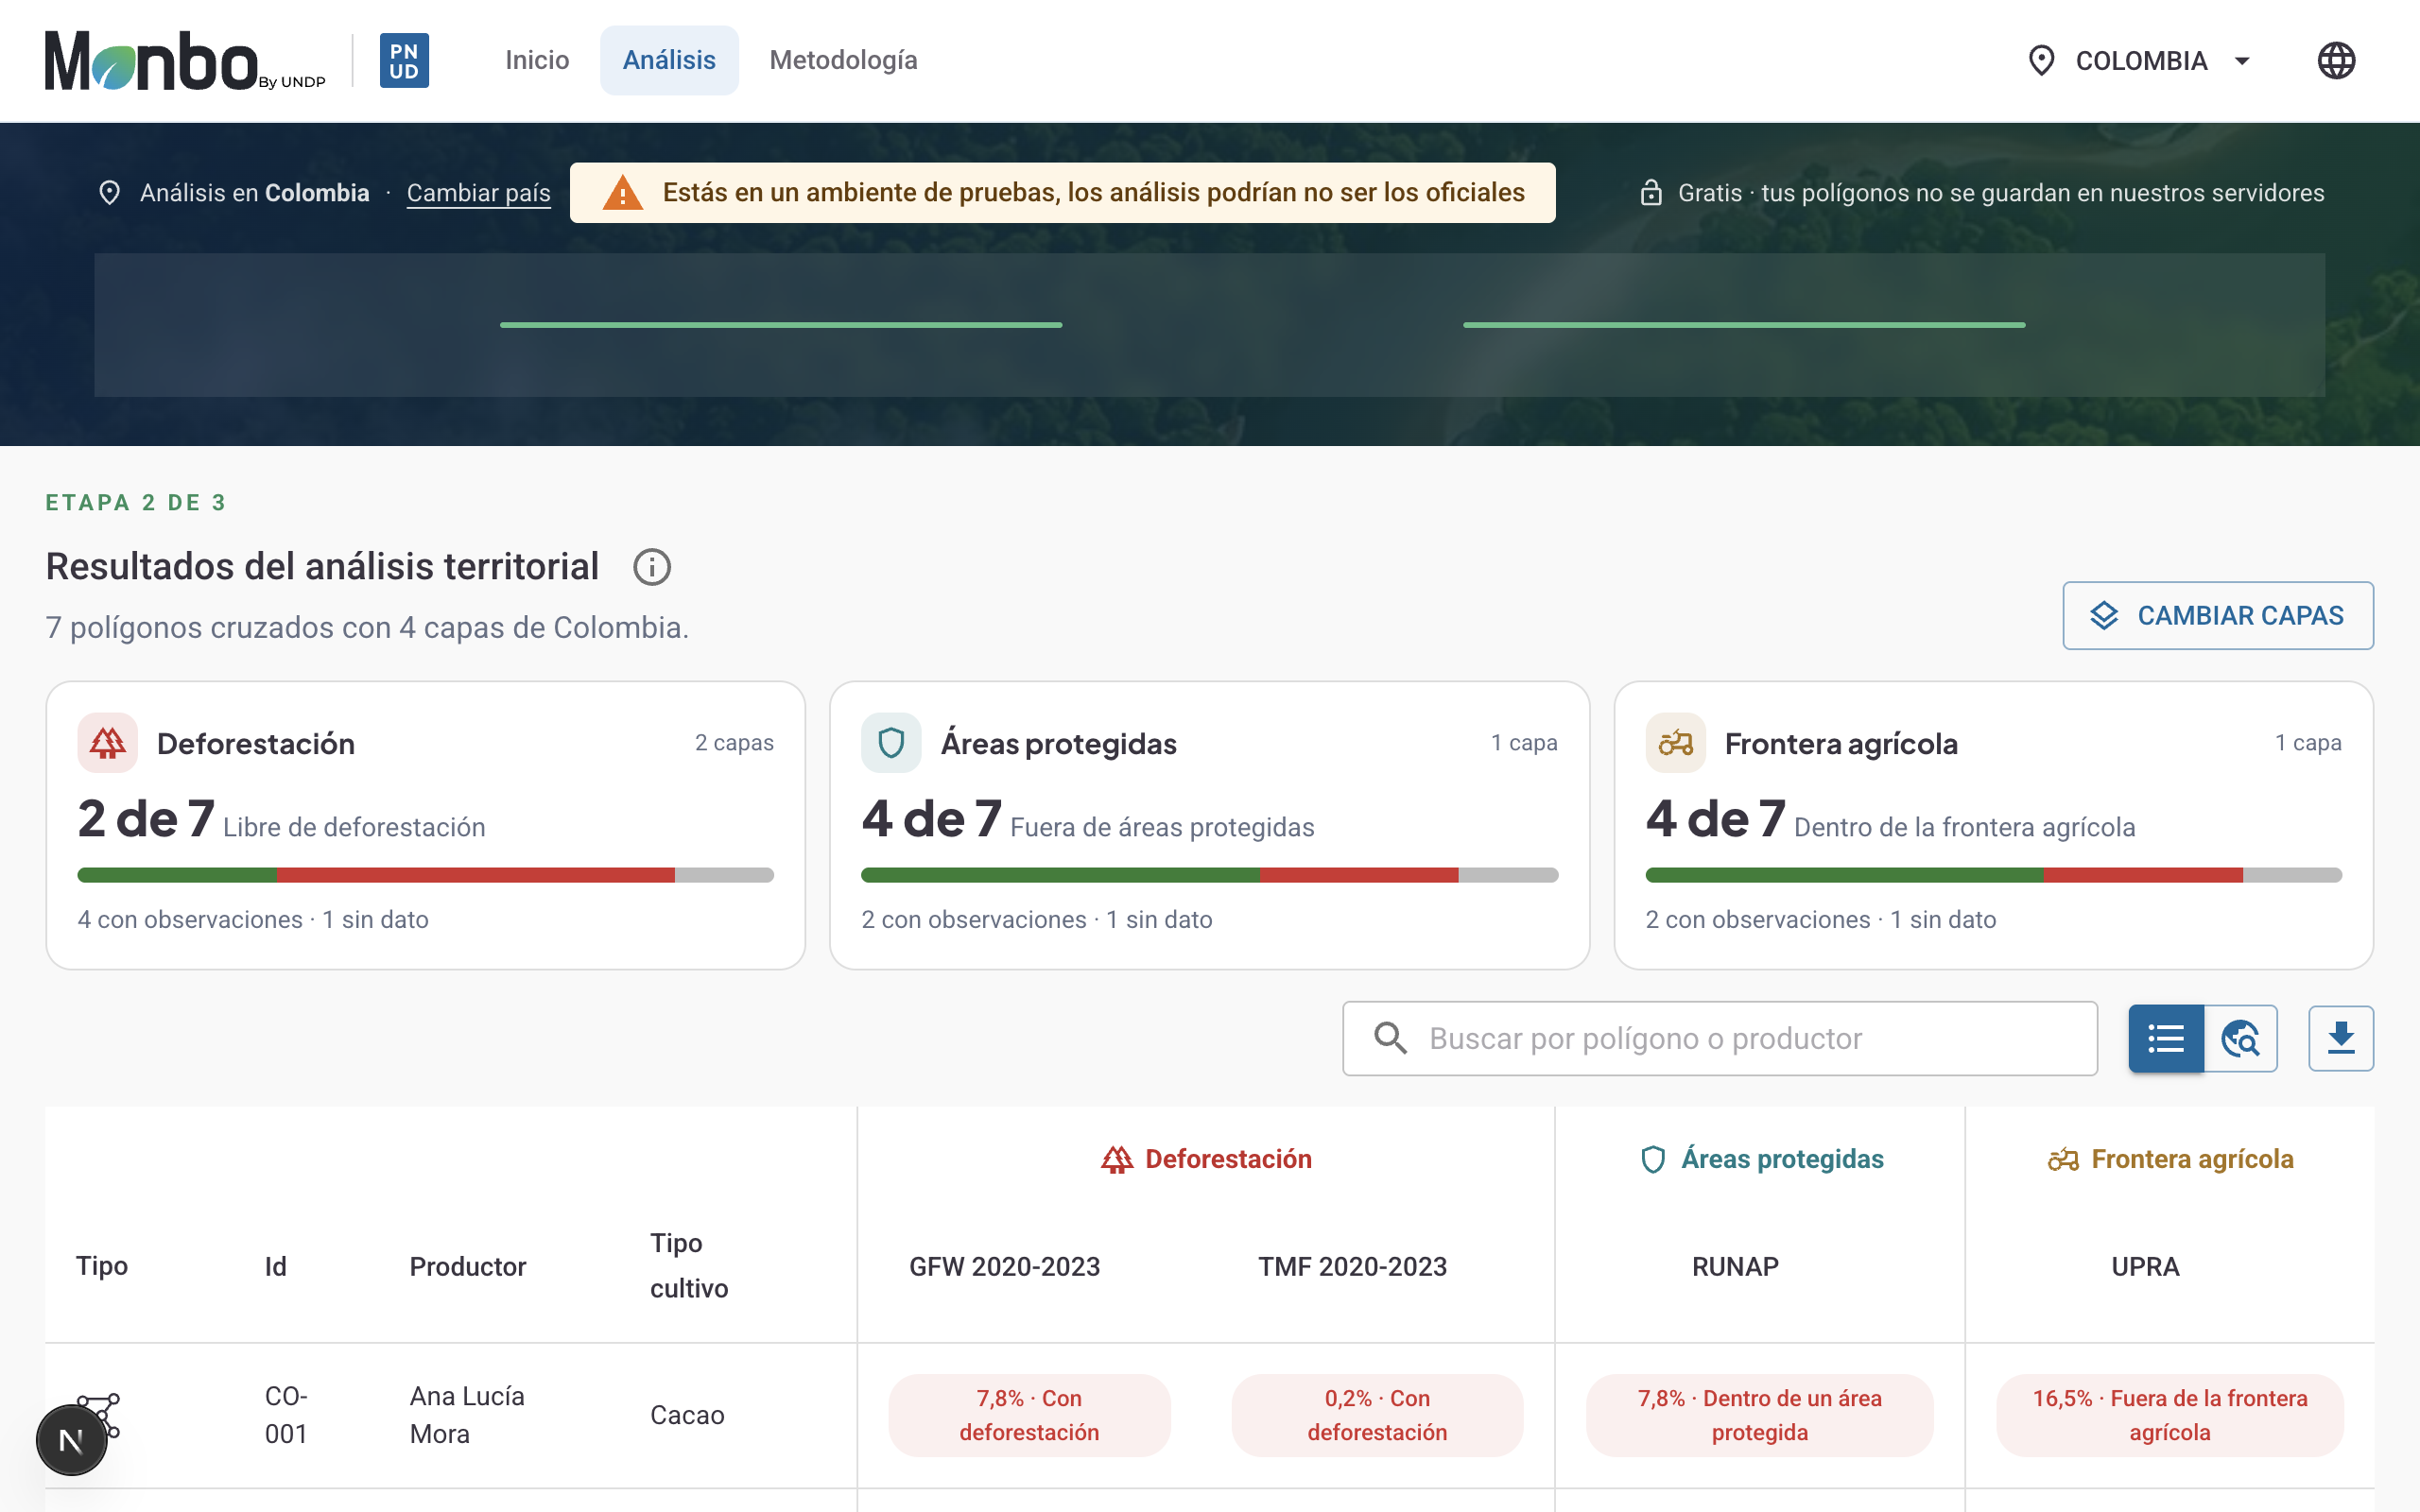 Monbo By UNDP
PN
UD
Inicio
Análisis
Metodología
COLOMBIA
Análisis en Colombia · Cambiar país
Estás en un ambiente de pruebas, los análisis podrían no ser los oficiales
Gratis · tus polígonos no se guardan en nuestros servidores
ETAPA 2 DE 3
Resultados del análisis territorial
7 polígonos cruzados con 4 capas de Colombia.
CAMBIAR CAPAS
Deforestación
2 capas
2 de 7 Libre de deforestación
4 con observaciones · 1 sin dato
Áreas protegidas
1 capa
4 de 7 Fuera de áreas protegidas
2 con observaciones · 1 sin dato
Frontera agrícola
1 capa
4 de 7 Dentro de la frontera agrícola
2 con observaciones · 1 sin dato
Buscar por polígono o productor
Deforestación
Áreas protegidas
Frontera agrícola
Tipo
Id
Productor
Tipo
cultivo
GFW 2020-2023
TMF 2020-2023
RUNAP
UPRA
CO-
001
Ana Lucía
Mora
Cacao
7,8% · Con
deforestación
0,2% · Con
deforestación
7,8% · Dentro de un área
protegida
16,5% · Fuera de la frontera
agrícola
N